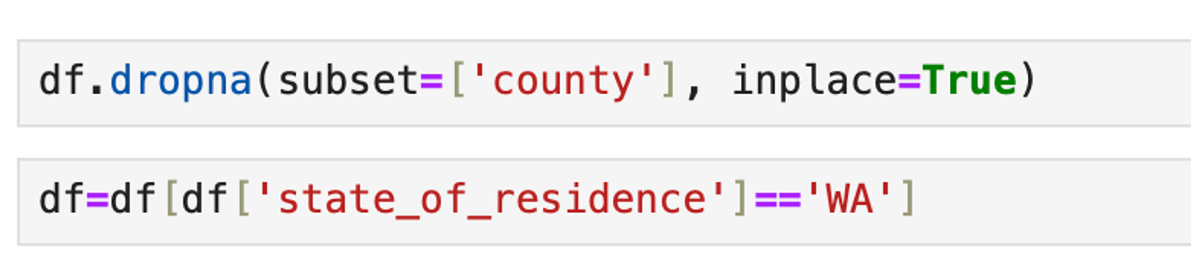 df.dropna(subset=['county'], inplace=True)
df=df[df['state_of_residence']=='WA']